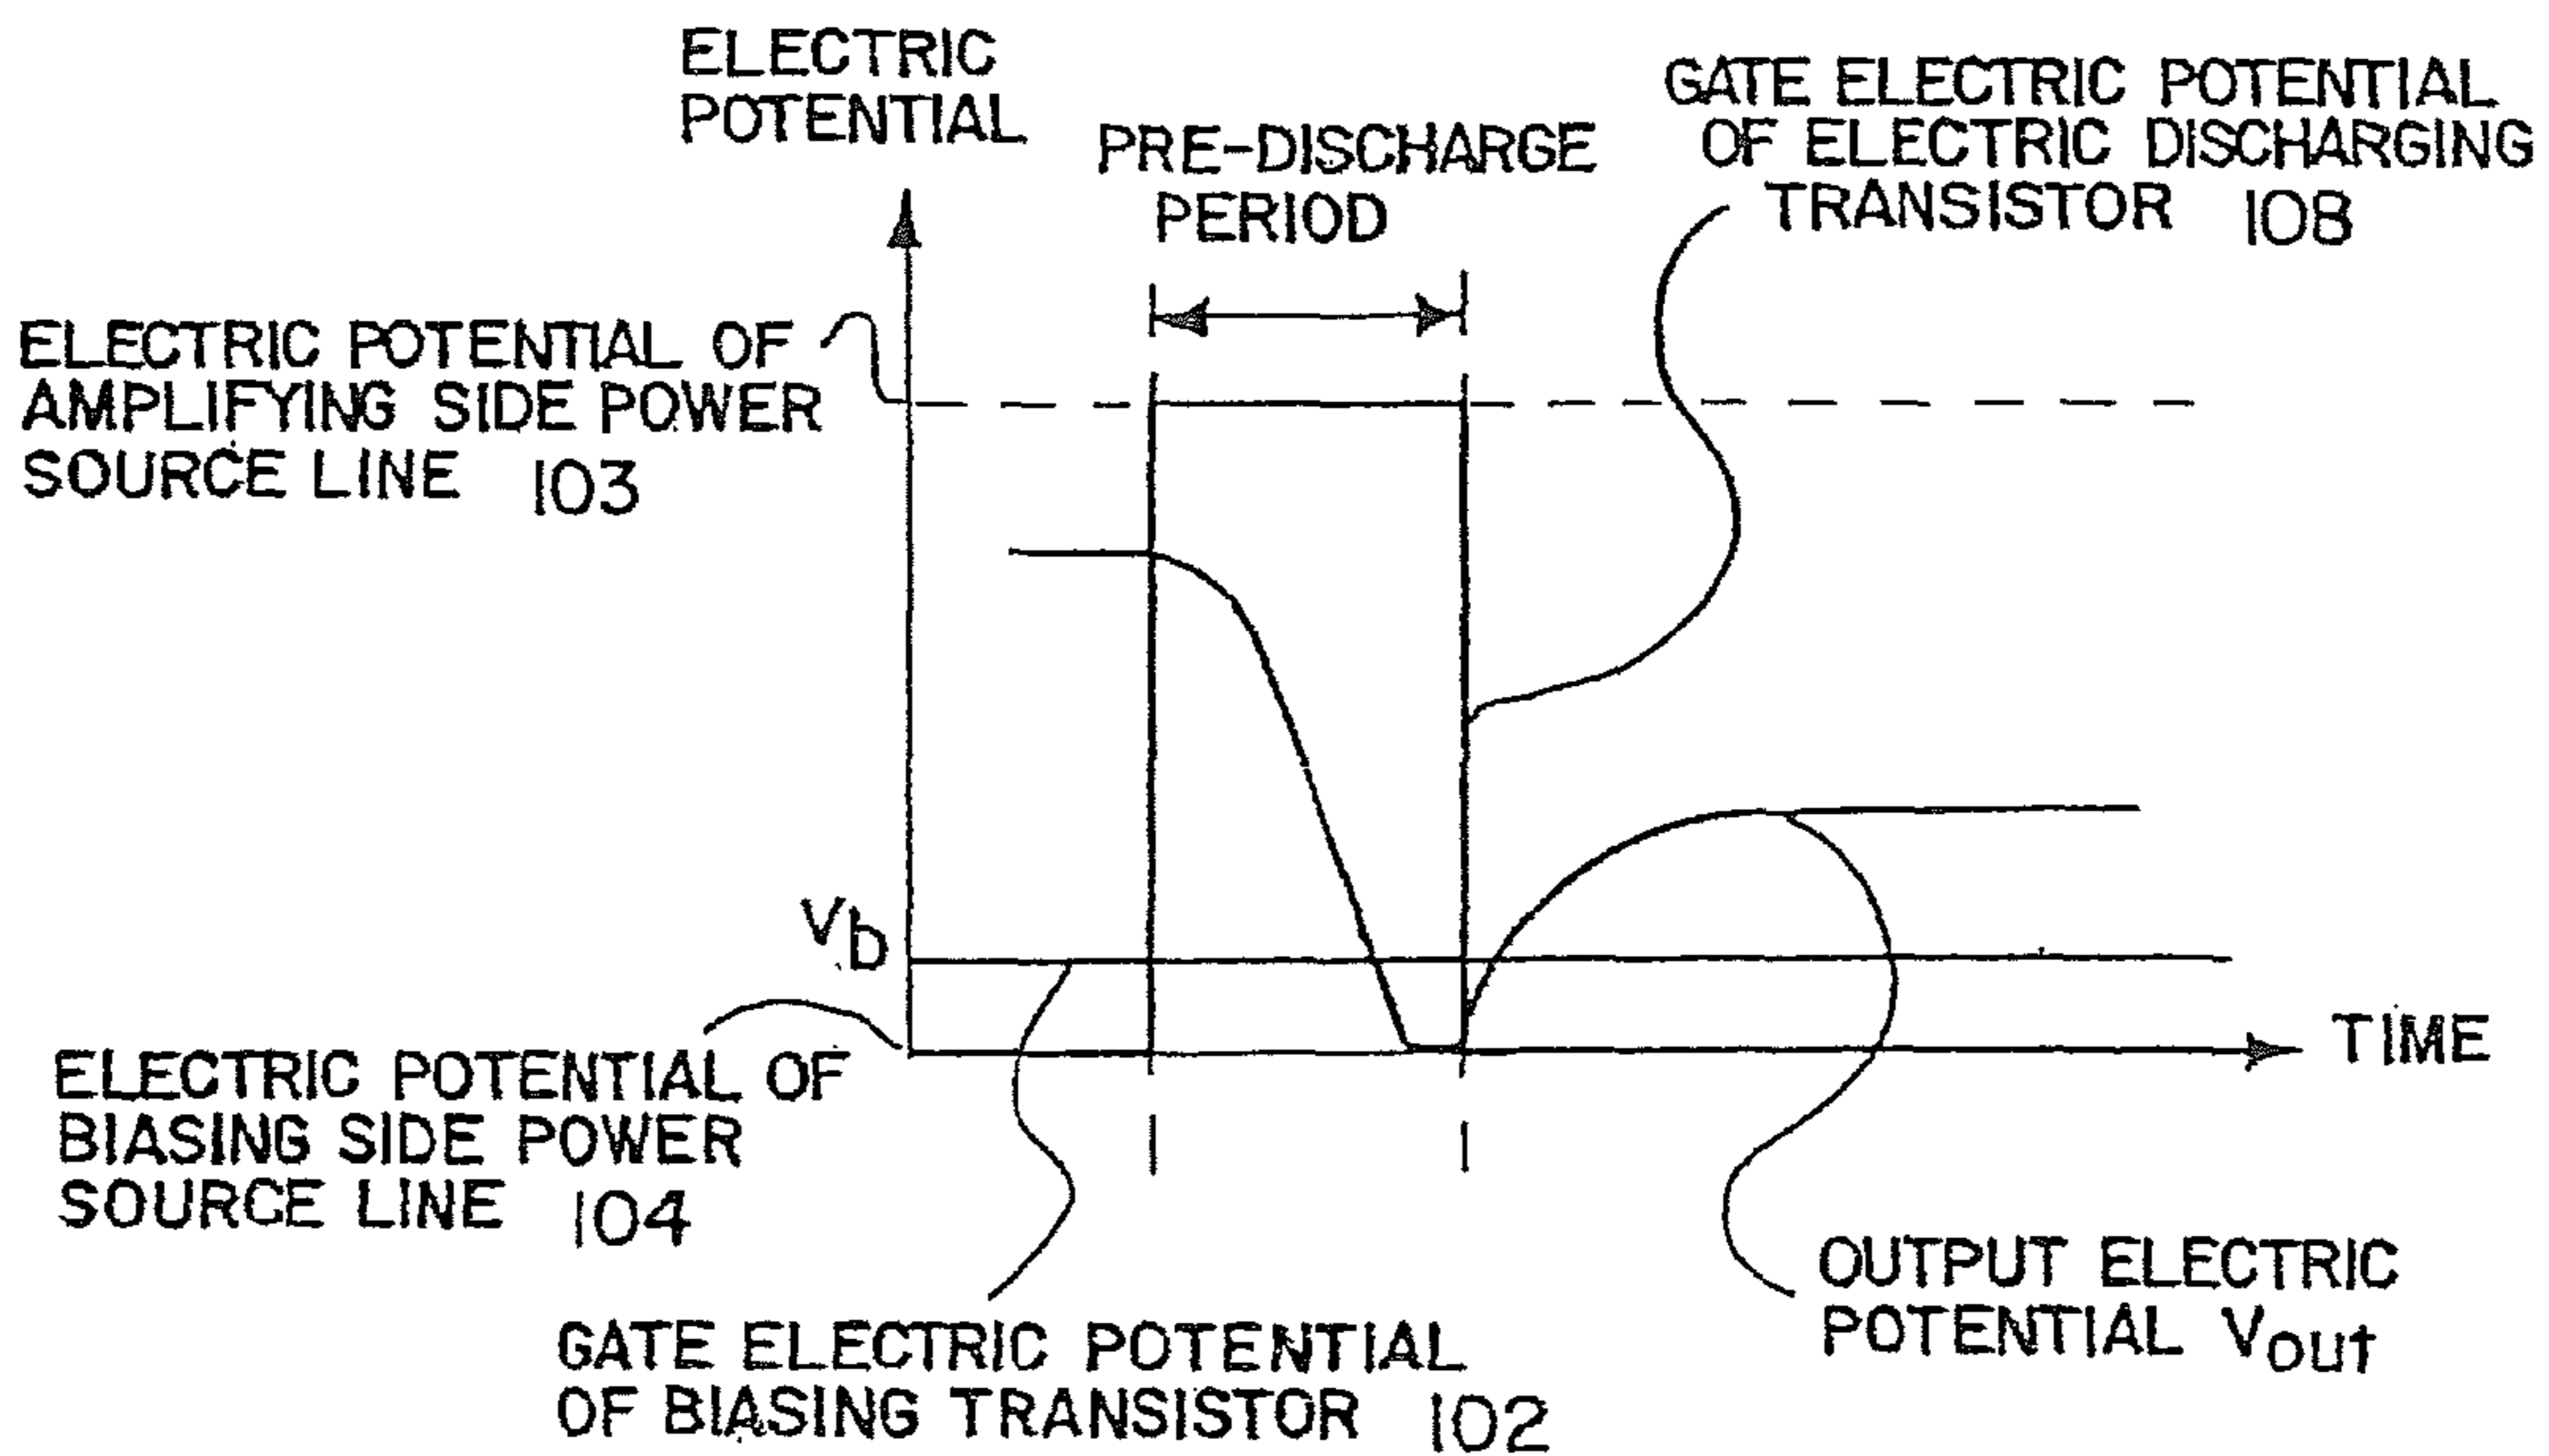 ELECTRIC
POTENTIAL
PRE-DISCHARGE
PERIOD
GATE ELECTRIC POTENTIAL
OF ELECTRIC DISCHARGING
TRANSISTOR 108
ELECTRIC POTENTIAL OF
AMPLIFYING SIDE POWER
SOURCE LINE 103
Vb
TIME
ELECTRIC POTENTIAL OF
BIASING SIDE POWER
SOURCE LINE 104
GATE ELECTRIC POTENTIAL
OF BIASING TRANSISTOR 102
OUTPUT ELECTRIC
POTENTIAL Vout